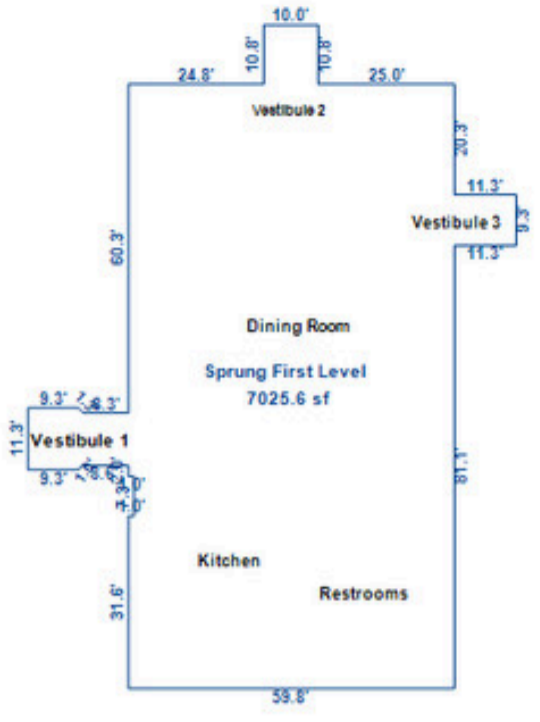 10.0'
10.8'
10.8'
24.8'
25.0'
Vestibule 2
20.3'
11.3'
Vestibule 3
9.3'
11.3'
60.3'
Dining Room
Sprung First Level
7025.6 sf
9.3'
8.3'
11.3'
Vestibule 1
9.3'
81.1'
Kitchen
31.6'
Restrooms
59.8'